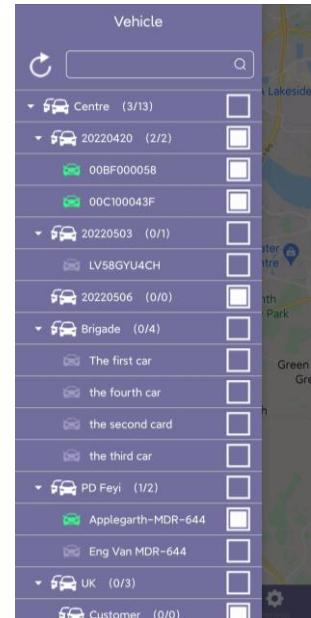 Vehicle
Centre (3/13)
20220420 (2/2)
00BF000058
00C100043F
20220503 (0/1)
LV58GYU4CH
20220506 (0/0)
Brigade (0/4)
The first car
the fourth car
the second card
the third car
PD Feyi (1/2)
Applegarth-MDR-644
Eng Van MDR-644
UK (0/3)
Customer (0/0)
Lakeside
Park
Green